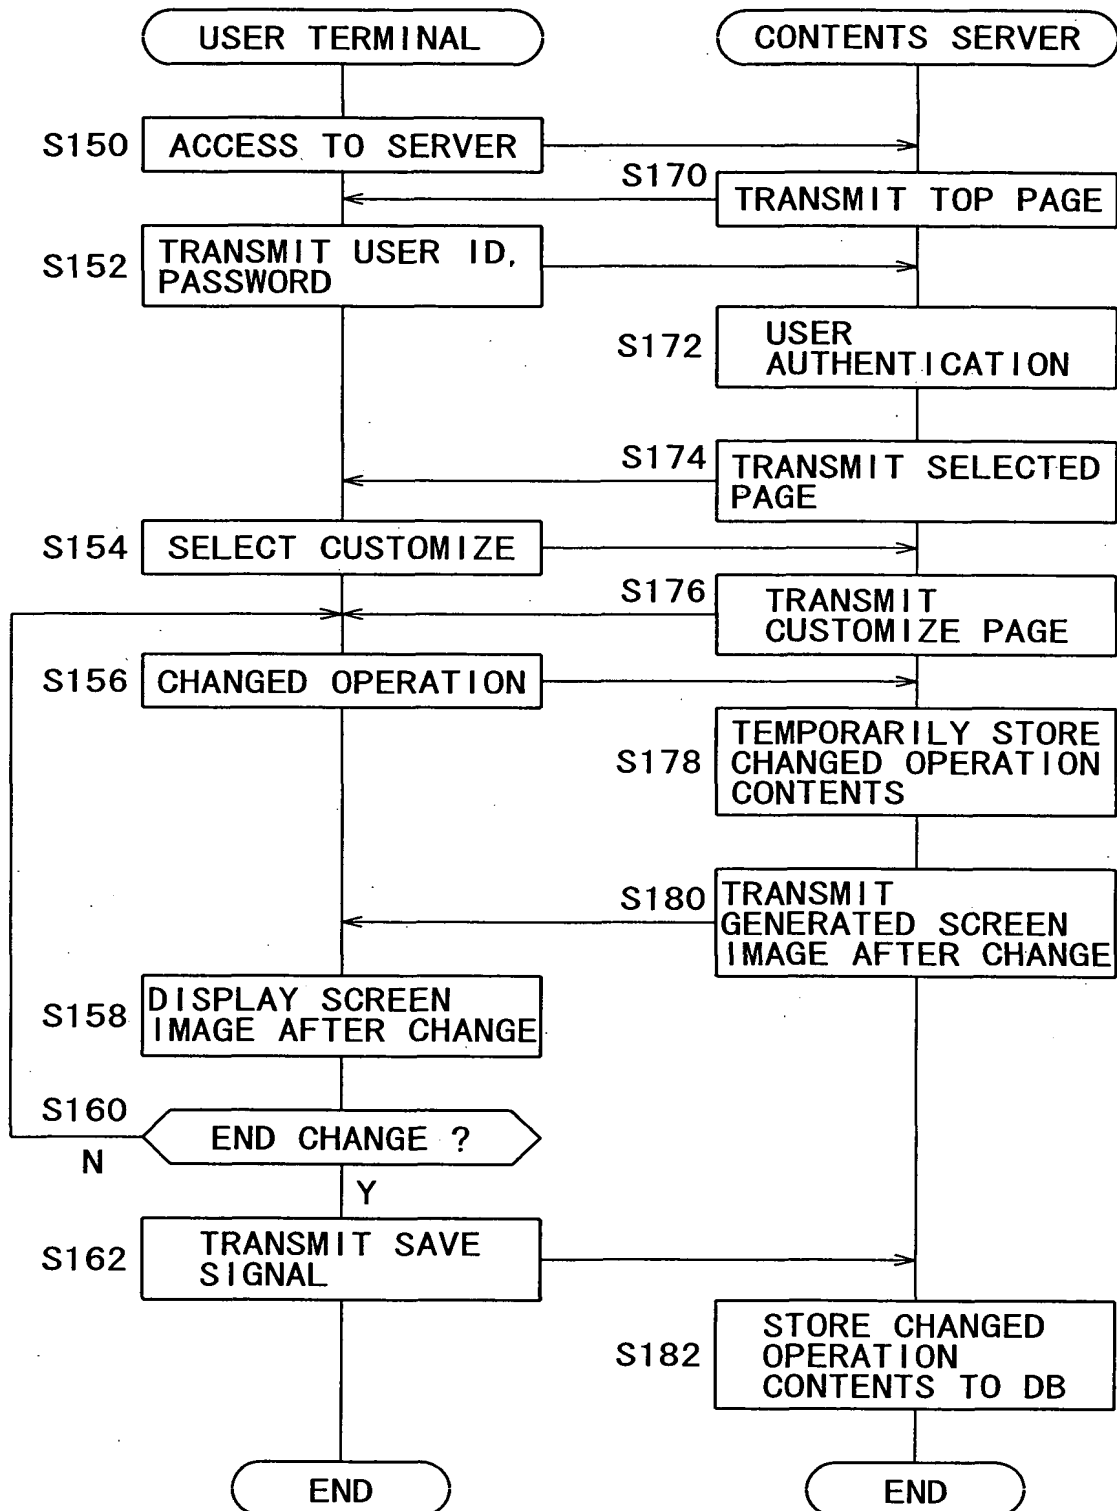 USER TERMINAL
CONTENTS SERVER
S150
ACCESS TO SERVER
S170
TRANSMIT TOP PAGE
S152
TRANSMIT USER ID,
PASSWORD
S172
USER
AUTHENTICATION
S174
TRANSMIT SELECTED
PAGE
S154
SELECT CUSTOMIZE
S176
TRANSMIT
CUSTOMIZE PAGE
S156
CHANGED OPERATION
S178
TEMPORARILY STORE
CHANGED OPERATION
CONTENTS
S180
TRANSMIT
GENERATED SCREEN
IMAGE AFTER CHANGE
S158
DISPLAY SCREEN
IMAGE AFTER CHANGE
S160
END CHANGE ?
N
Y
S162
TRANSMIT SAVE
SIGNAL
S182
STORE CHANGED
OPERATION
CONTENTS TO DB
END
END